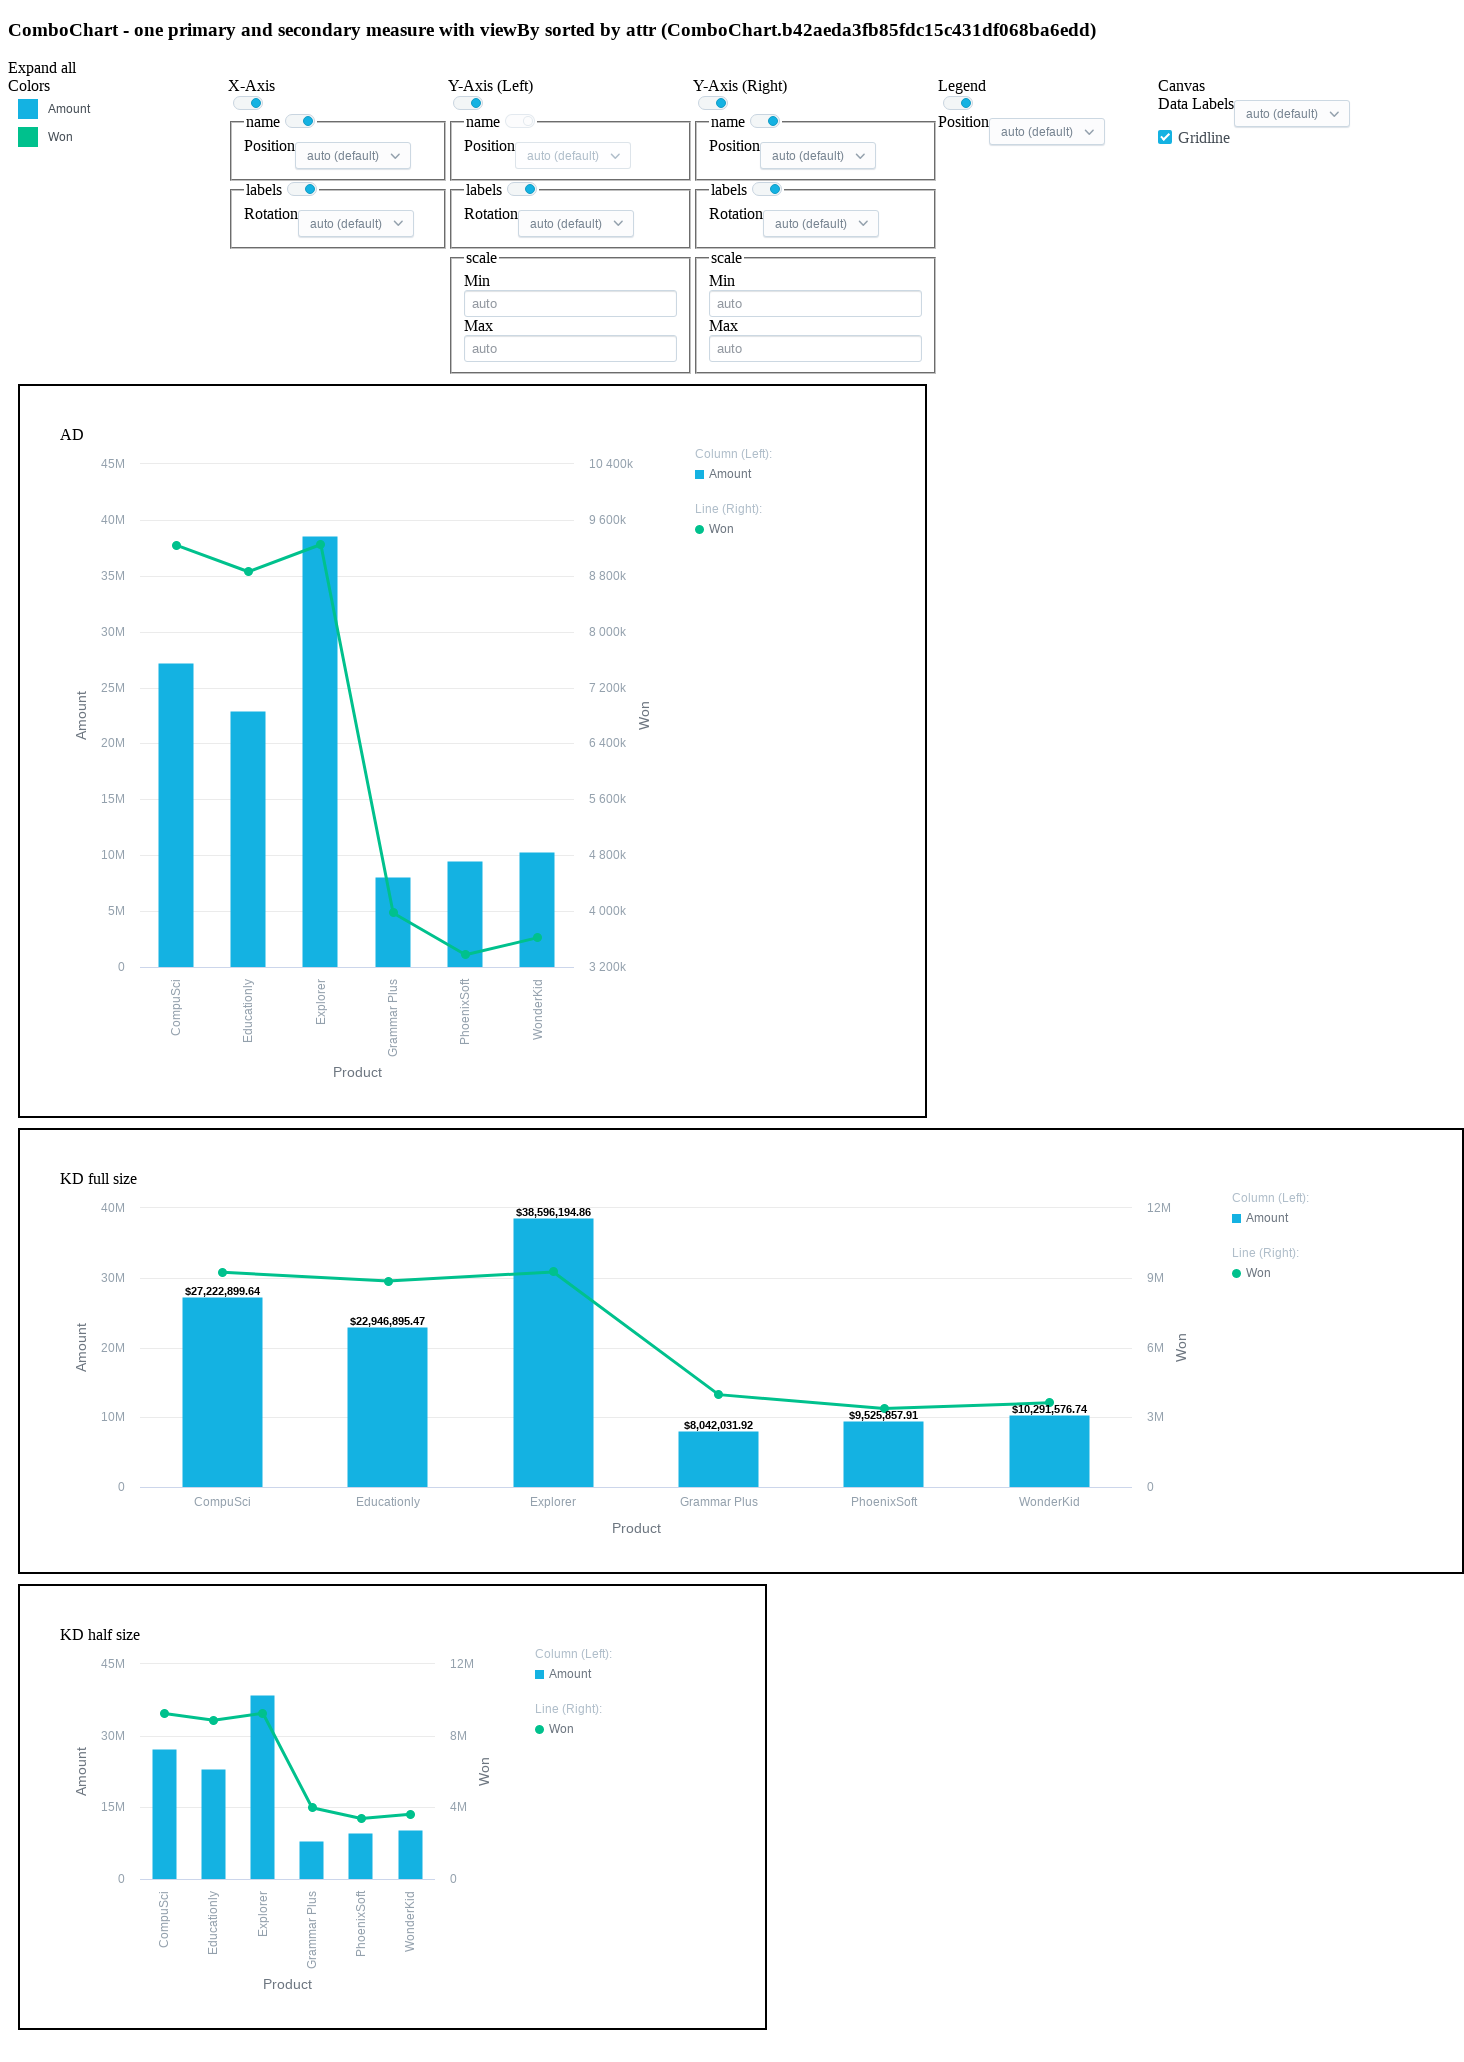 ComboChart - one primary and secondary measure with viewBy sorted by attr (ComboChart.b42aeda3fb85fdc15c431df068ba6edd)
Expand all
Colors
Amount
Won
X-Axis
name
Position auto (default)
labels
Rotation auto (default)
Y-Axis (Left)
name
Position auto (default)
labels
Rotation auto (default)
scale
Min
auto
Max
auto
Y-Axis (Right)
name
Position auto (default)
labels
Rotation auto (default)
scale
Min
auto
Max
auto
Legend
Position auto (default)
Canvas
Data Labels auto (default)
Gridline
AD
45M
40M
35M
30M
25M
20M
15M
10M
5M
0
Amount
10 400k
9 600k
8 800k
8 000k
7 200k
6 400k
5 600k
4 800k
4 000k
3 200k
Won
CompuSci
Educationly
Explorer
Grammar Plus
PhoenixSoft
WonderKid
Product
Column (Left):
Amount
Line (Right):
Won
KD full size
40M
30M
20M
10M
0
Amount
$27,222,899.64
$22,946,895.47
$38,596,194.86
$8,042,031.92
$9,525,857.91
$10,291,576.74
12M
9M
6M
3M
0
Won
CompuSci
Educationly
Explorer
Grammar Plus
PhoenixSoft
WonderKid
Product
Column (Left):
Amount
Line (Right):
Won
KD half size
45M
30M
15M
0
Amount
12M
8M
4M
0
Won
CompuSci
Educationly
Explorer
Grammar Plus
PhoenixSoft
WonderKid
Product
Column (Left):
Amount
Line (Right):
Won